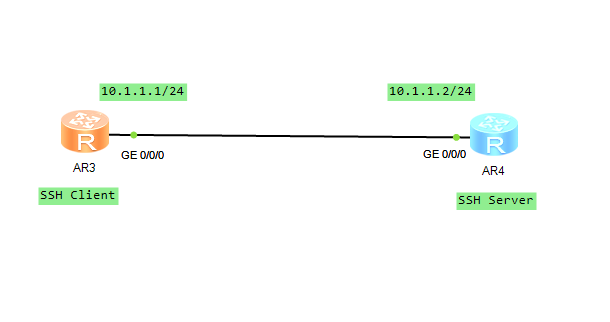 10.1.1.1/24
10.1.1.2/24
R
R
GE 0/0/0
GE 0/0/0
AR3
AR4
SSH Client
SSH Server